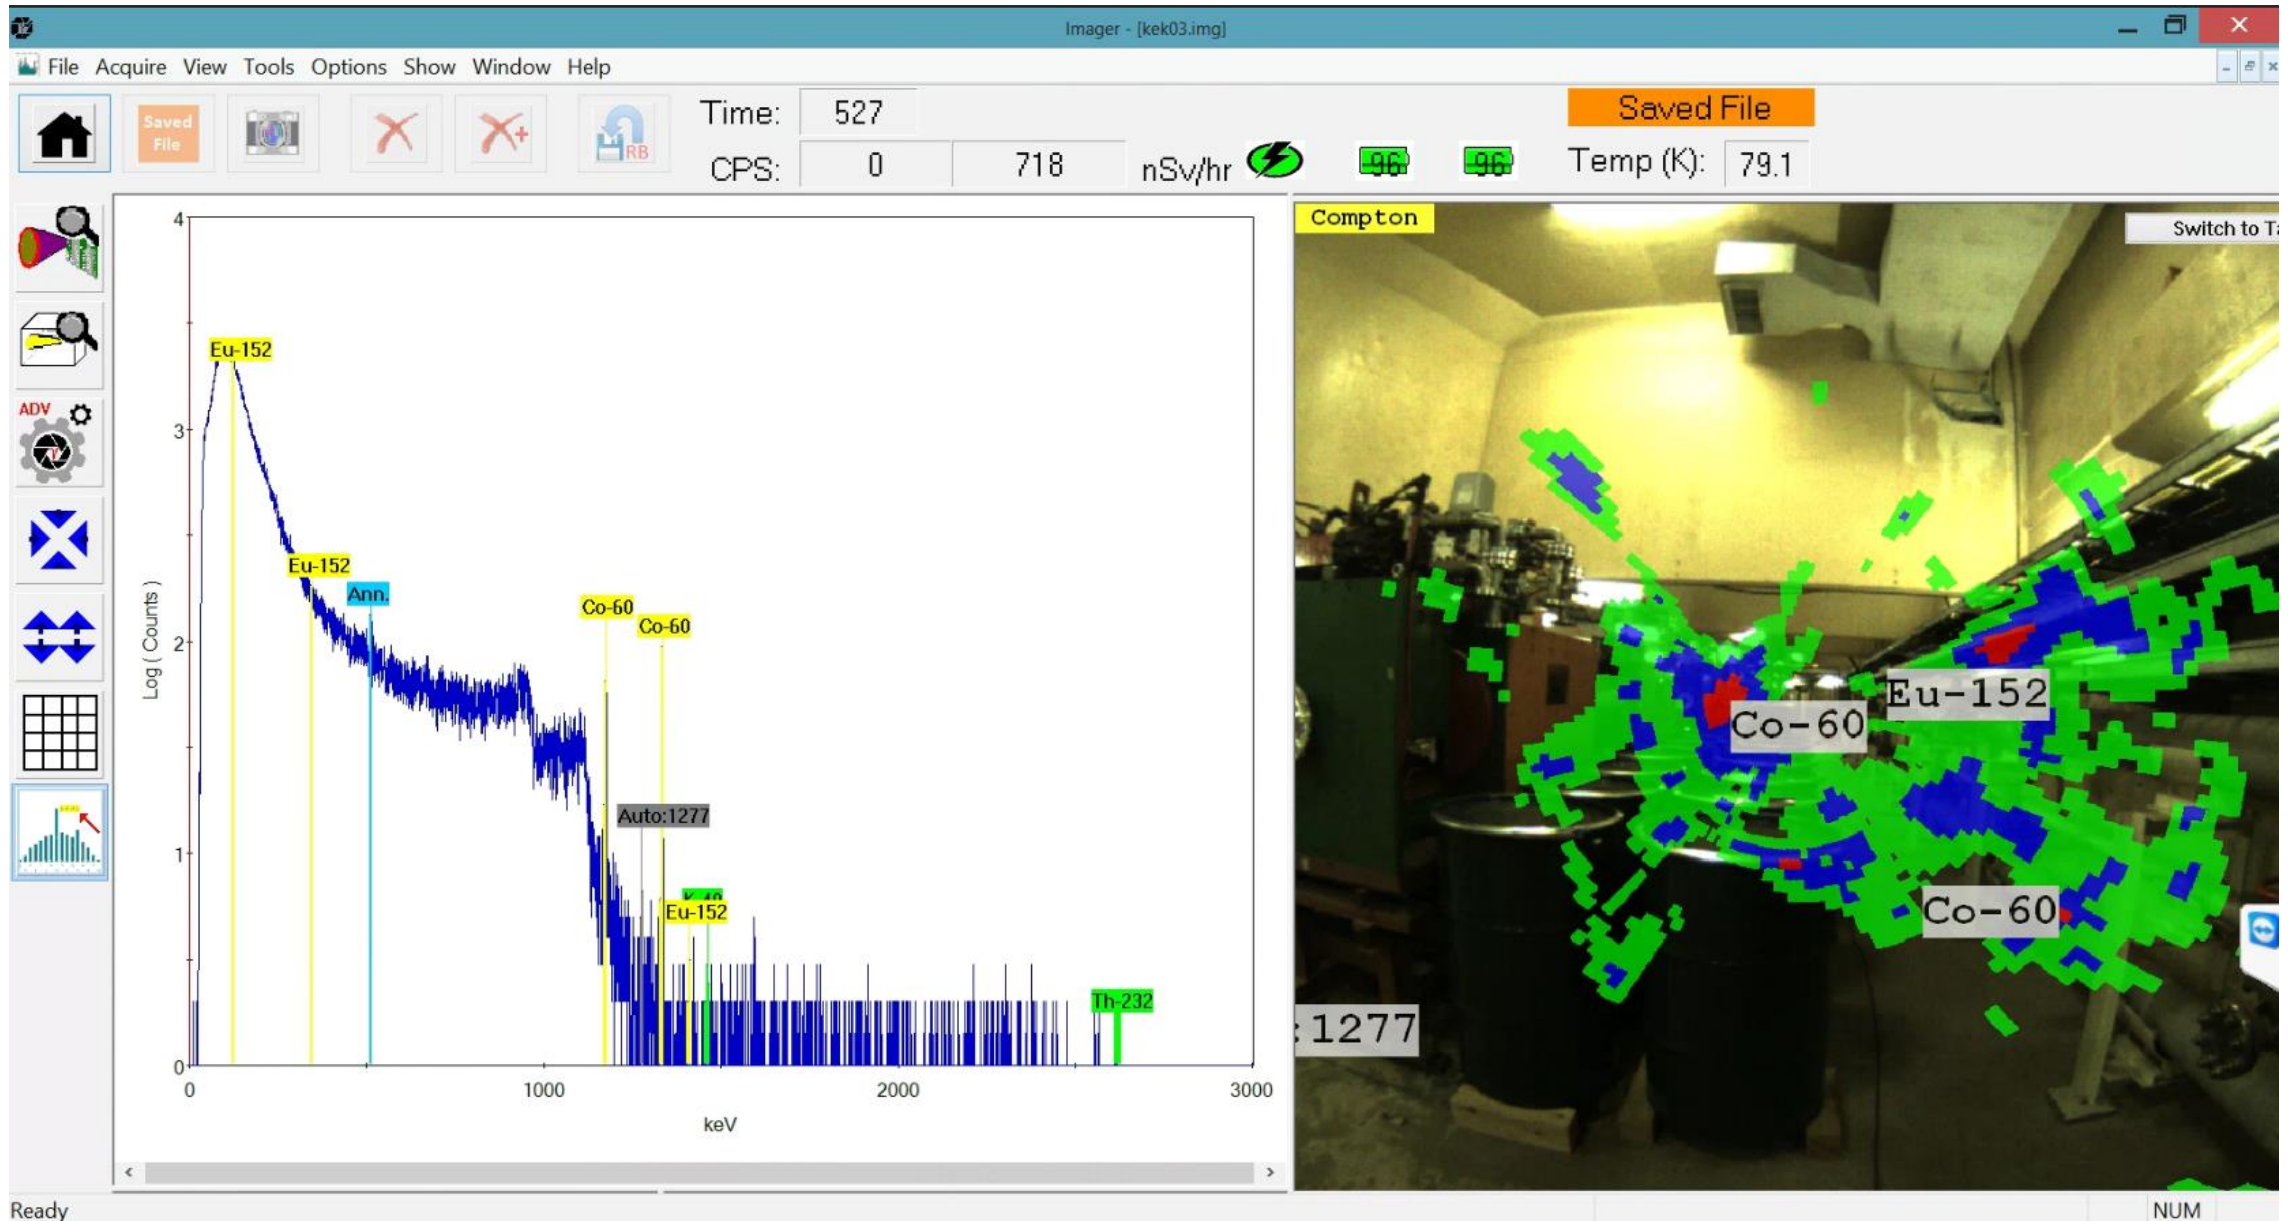 Imager - [kek03.img]
File Acquire View Tools Options Show Window Help
Saved File
RB
Time: 527
CPS: 0 718 nSv/hr
96 96
Saved File
Temp (K): 79.1
ADV
4
3
2
1
0
Log ( Counts )
Eu-152
Eu-152
Ann.
Co-60
Co-60
Auto:1277
K-40
Eu-152
Th-232
0 1000 2000 3000
keV
Compton
Switch to Ta
Eu-152
Co-60
Co-60
:1277
Ready
NUM